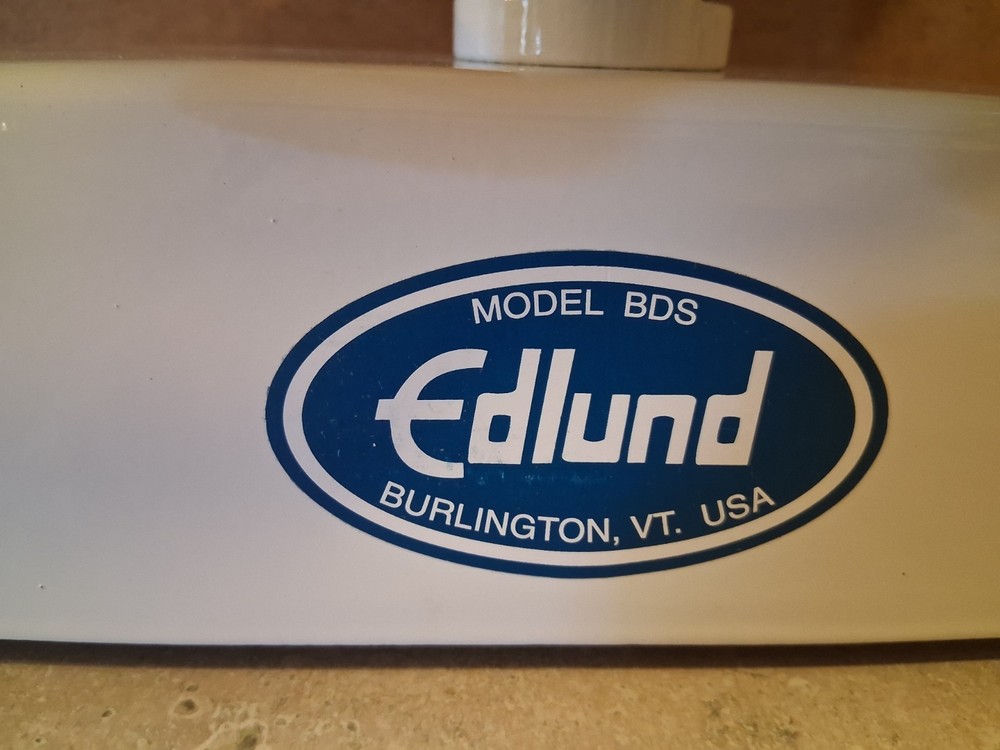 MODEL BDS
Edlund
BURLINGTON, VT. USA